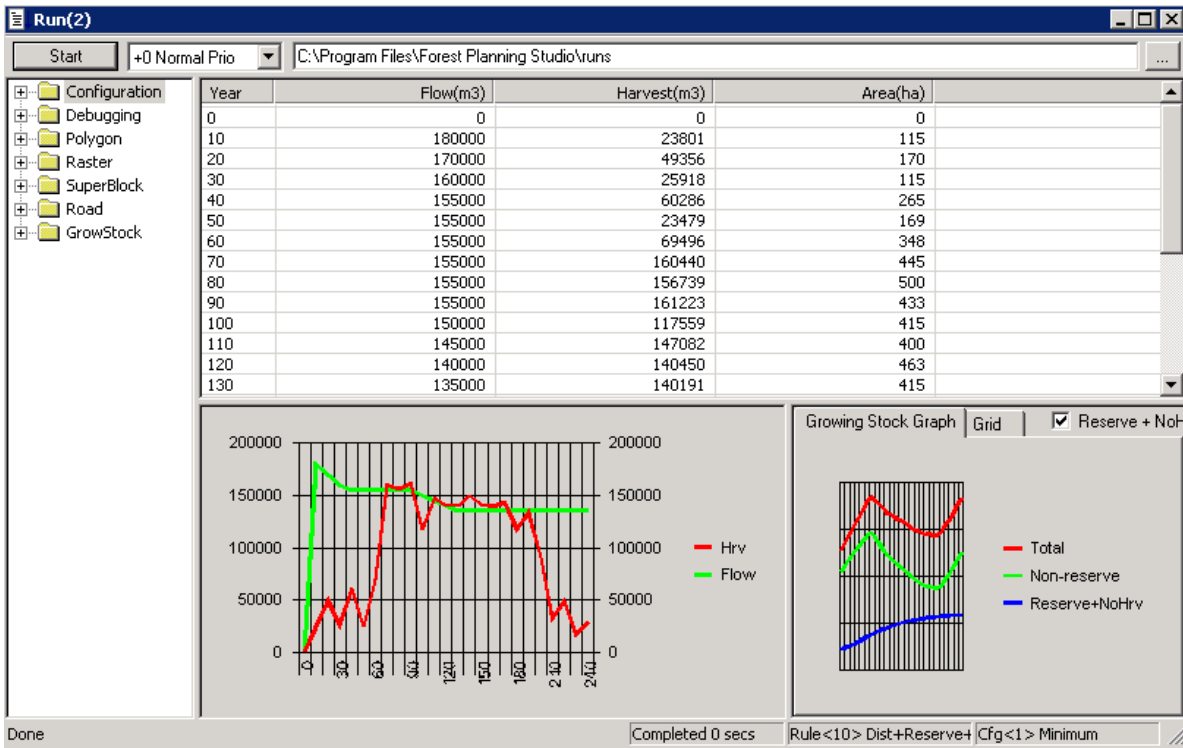 Run(2)
Start +0 Normal Prio C:\Program Files\Forest Planning Studio\runs ...
Configuration
Debugging
Polygon
Raster
SuperBlock
Road
GrowStock
Year Flow(m3) Harvest(m3) Area(ha)
0 0 0 0
10 180000 23801 115
20 170000 49356 170
30 160000 25918 115
40 155000 60286 265
50 155000 23479 169
60 155000 69496 348
70 155000 160440 445
80 155000 156739 500
90 155000 161223 433
100 150000 117559 415
110 145000 147082 400
120 140000 140450 463
130 135000 140191 415
200000 200000
150000 150000
100000 100000
50000 50000
0 0
0 30 60 90 120 150 180 210 240
Hrv
Flow
Growing Stock Graph Grid Reserve + NoH
Total
Non-reserve
Reserve+NoHrv
Done Completed 0 secs Rule<10> Dist+Reserve+ Cfg<1> Minimum